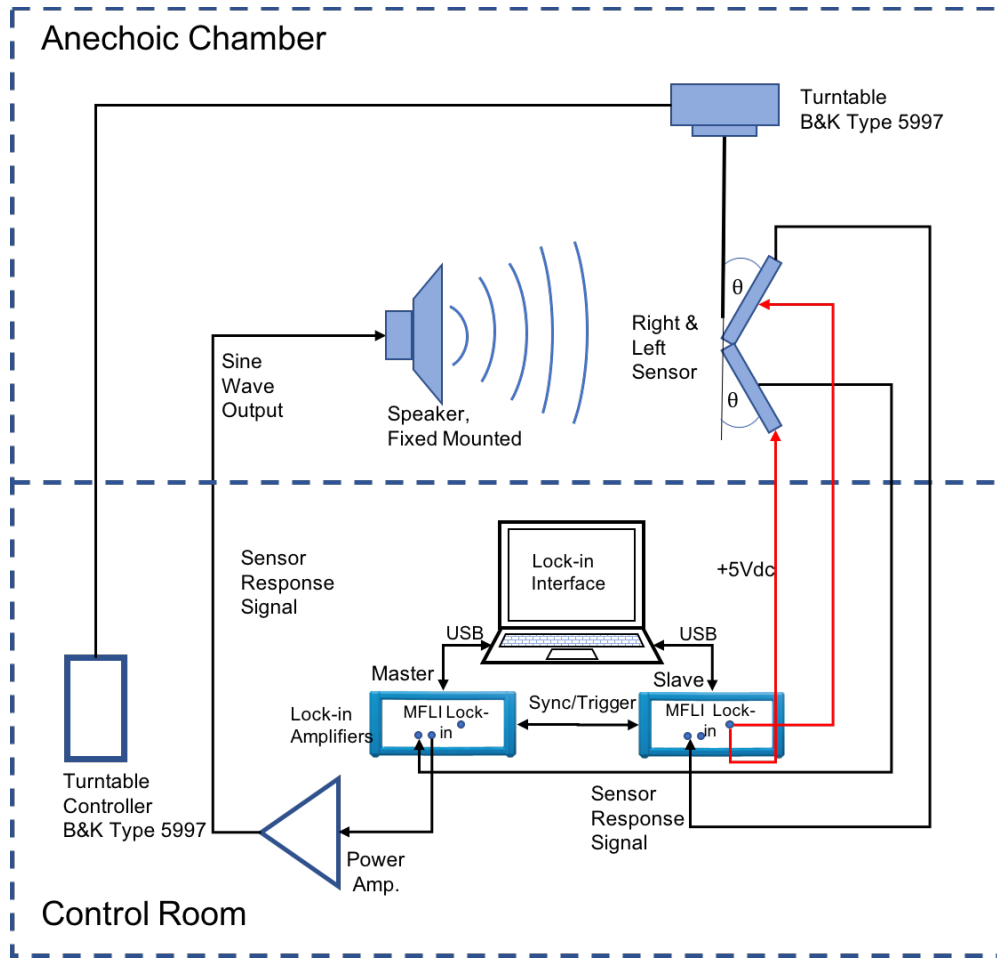 Anechoic Chamber
Turntable
B&K Type 5997
θ
Right &
Left
Sensor
θ
Sine
Wave
Output
Speaker,
Fixed Mounted
Sensor
Response
Signal
Lock-in
Interface
+5Vdc
USB
USB
Master
Slave
Lock-in
Amplifiers
MFLI Lock-
in
Sync/Trigger
MFLI Lock-
in
Turntable
Controller
B&K Type 5997
Power
Amp.
Sensor
Response
Signal
Control Room